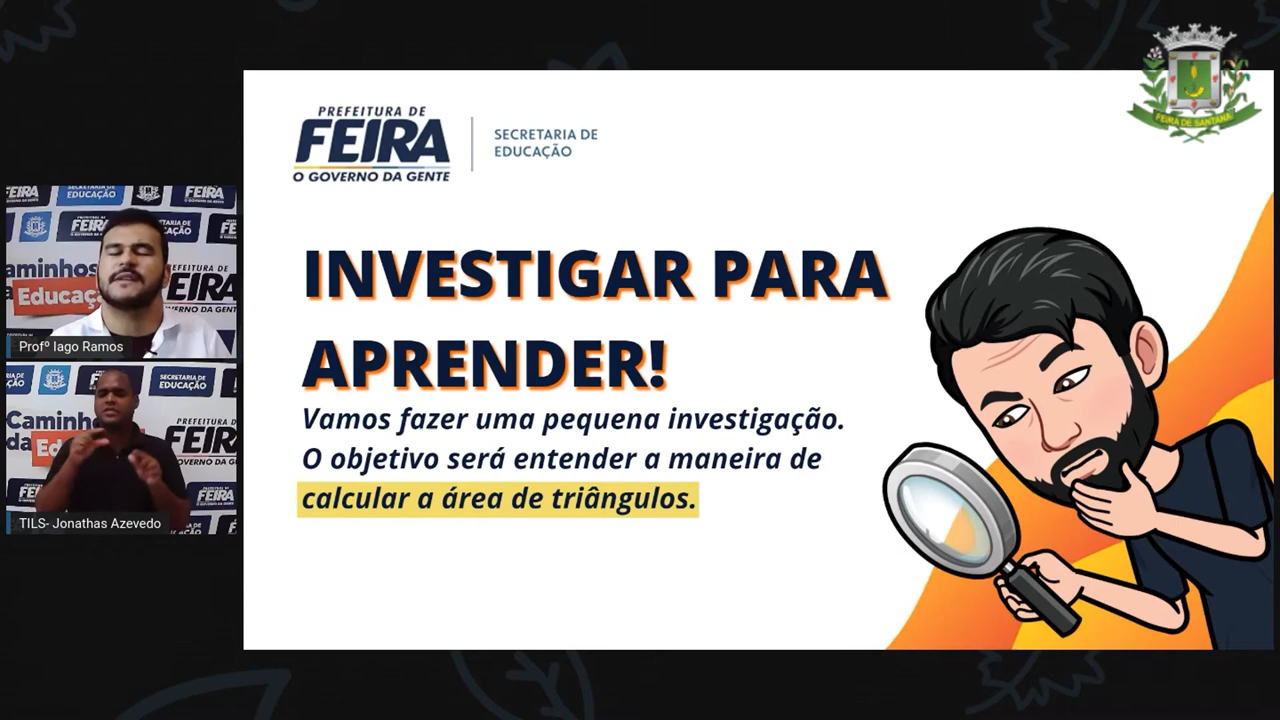 PREFEITURA DE
FEIRA
O GOVERNO DA GENTE
SECRETARIA DE
EDUCAÇÃO
FEIRA DE SANTANA
INVESTIGAR PARA
APRENDER!
Vamos fazer uma pequena investigação.
O objetivo será entender a maneira de
calcular a área de triângulos.
Profº Iago Ramos
TILS- Jonathas Azevedo